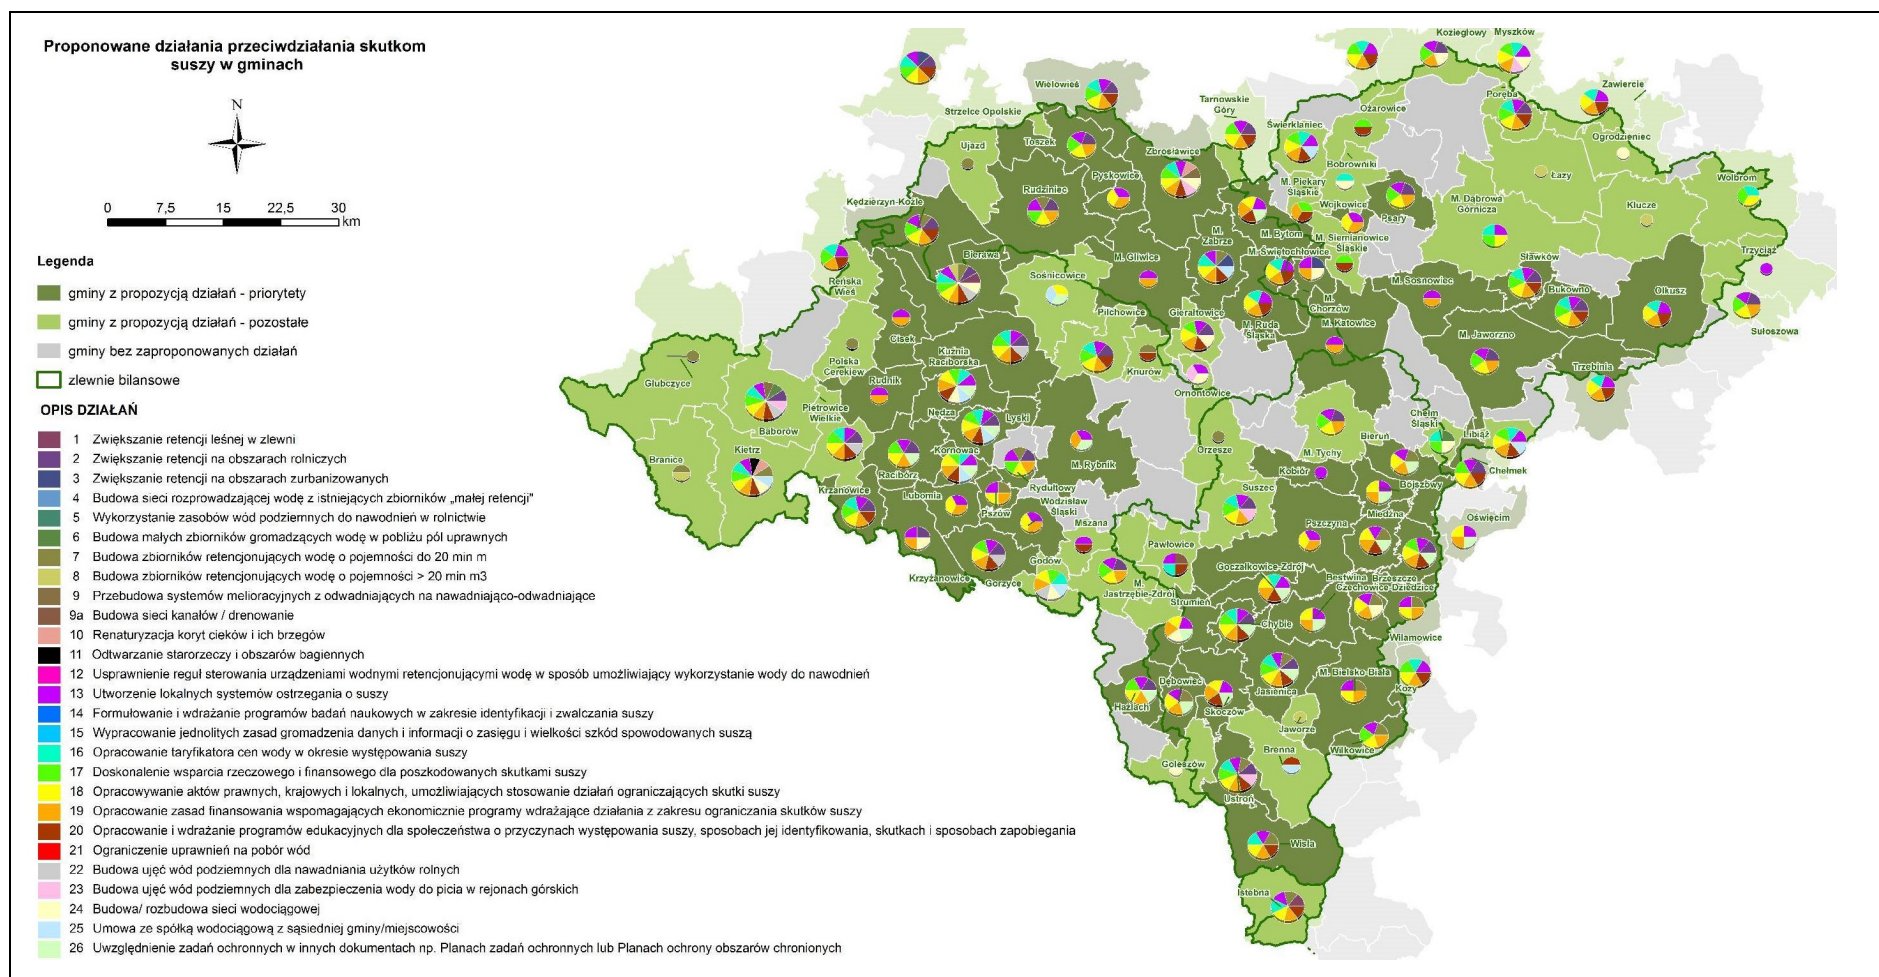 Proponowane działania przeciwdziałania skutkom
suszy w gminach
N
0 7,5 15 22,5 30
km
Legenda
gminy z propozycją działań - priorytety
gminy z propozycją działań - pozostałe
gminy bez zaproponowanych działań
zlewnie bilansowe
OPIS DZIAŁAŃ
1 Zwiększanie retencji leśnej w zlewni
2 Zwiększanie retencji na obszarach rolniczych
3 Zwiększanie retencji na obszarach zurbanizowanych
4 Budowa sieci rozprowadzającej wodę z istniejących zbiorników „małej retencji"
5 Wykorzystanie zasobów wód podziemnych do nawodnień w rolnictwie
6 Budowa małych zbiorników gromadzących wodę w pobliżu pól uprawnych
7 Budowa zbiorników retencjonujących wodę o pojemności do 20 mln m
8 Budowa zbiorników retencjonujących wodę o pojemności > 20 mln m3
9 Przebudowa systemów melioracyjnych z odwadniających na nawadniająco-odwadniające
9a Budowa sieci kanałów / drenowanie
10 Renaturyzacja koryt cieków i ich brzegów
11 Odtwarzanie starorzeczy i obszarów bagiennych
12 Usprawnienie reguł sterowania urządzeniami wodnymi retencjonującymi wodę w sposób umożliwiający wykorzystanie wody do nawodnień
13 Utworzenie lokalnych systemów ostrzegania o suszy
14 Formułowanie i wdrażanie programów badań naukowych w zakresie identyfikacji i zwalczania suszy
15 Wypracowanie jednolitych zasad gromadzenia danych i informacji o zasięgu i wielkości szkód spowodowanych suszą
16 Opracowanie taryfikatora cen wody w okresie występowania suszy
17 Doskonalenie wsparcia rzeczowego i finansowego dla poszkodowanych skutkami suszy
18 Opracowywanie aktów prawnych, krajowych i lokalnych, umożliwiających stosowanie działań ograniczających skutki suszy
19 Opracowanie zasad finansowania wspomagających ekonomicznie programy wdrażające działania z zakresu ograniczania skutków suszy
20 Opracowanie i wdrażanie programów edukacyjnych dla społeczeństwa o przyczynach występowania suszy, sposobach jej identyfikowania, skutkach i sposobach zapobiegania
21 Ograniczenie uprawnień na pobór wód
22 Budowa ujęć wód podziemnych dla nawadniania użytków rolnych
23 Budowa ujęć wód podziemnych dla zabezpieczenia wody do picia w rejonach górskich
24 Budowa/ rozbudowa sieci wodociągowej
25 Umowa ze spółką wodociągową z sąsiedniej gminy/miejscowości
26 Uwzględnienie zadań ochronnych w innych dokumentach np. Planach zadań ochronnych lub Planach ochrony obszarów chronionych
Koziegłowy
Myszków
Wielowieś
Zawiercie
Tarnowskie
Góry
Strzelce Opolskie
Ożarowice
Poręba
Świerklaniec
Ogrodzieniec
Ujazd
Toszek
Zbrosławice
Bobrowniki
Łazy
Wolbrom
Pyskowice
M. Piekary
Śląskie
Rudziniec
M. Dąbrowa
Górnicza
Klucze
Kędzierzyn-Koźle
Wojkowice
Psary
M. Bytom
M. Siemianowice
Śląskie
M.
Zabrze
M. Świętochłowice
Trzyciąż
Bierawa
M. Gliwice
Sławków
Sośnicowice
Reńska
Wieś
M. Sosnowiec
Bukowno
Olkusz
M.
Chorzów
Pilchowice
Gierałtowice
M. Ruda
Śląska
M. Katowice
Sułoszowa
M. Jaworzno
Cisek
Kuźnia
Raciborska
Polska
Cerekiew
Knurów
Trzebinia
Głubczyce
Rudnik
Ornontowice
Pietrowice
Wielkie
Nędza
Lyski
Chełm
Śląski
Baborów
Bieruń
Libiąż
Orzesze
M. Tychy
Branice
Kietrz
Kornowac
M. Rybnik
Chełmek
Racibórz
Kobiór
Bojszowy
Krzanowice
Lubomia
Rydułtowy
Suszec
Pszów
Wodzisław
Śląski
Miedźna
Oświęcim
Mszana
Pszczyna
Pawłowice
Godów
Goczałkowice-Zdrój
Krzyżanowice
Gorzyce
Bestwina
Brzeszcze
Czechowice-Dziedzice
M.
Jastrzębie-Zdrój
Strumień
Chybie
Wilamowice
Dębowiec
M. Bielsko-Biała
Jasienica
Kozy
Hażlach
Skoczów
Jaworze
Brenna
Wilkowice
Goleszów
Ustroń
Wisła
Istebna